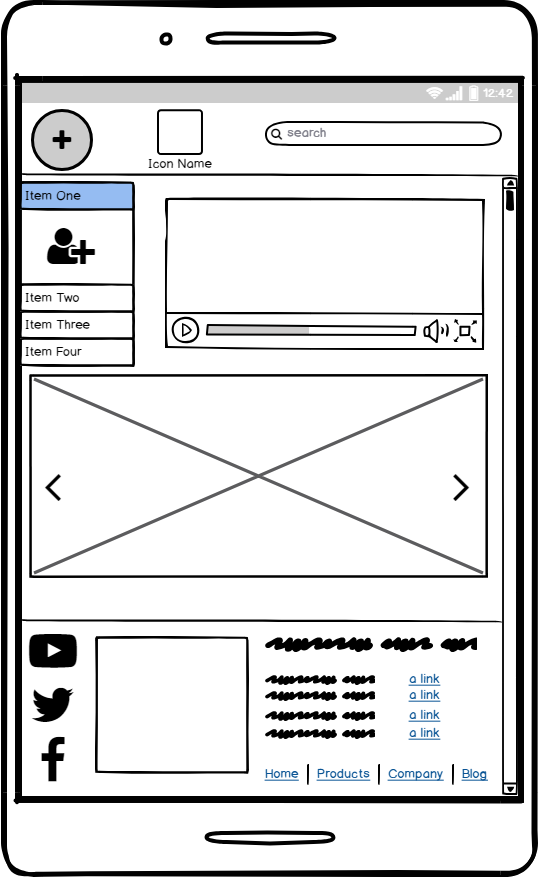 12:42
search
Icon Name
Item One
Item Two
Item Three
Item Four
a link
a link
a link
a link
Home Products Company Blog